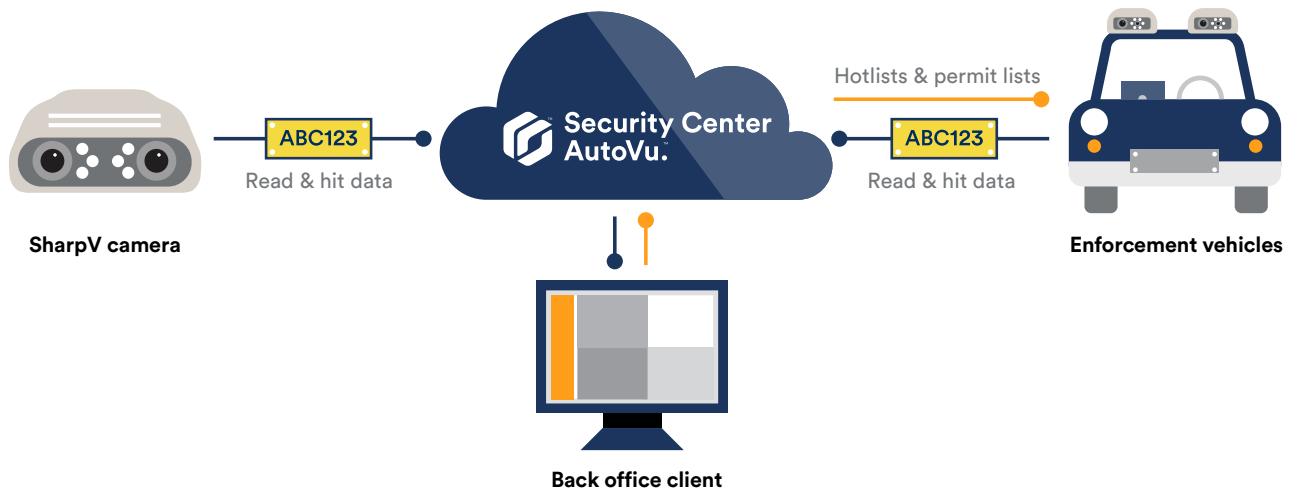 Hotlists & permit lists
ABC123
Security Center
AutoVu.™
ABC123
Read & hit data
Read & hit data
SharpV camera
Enforcement vehicles
Back office client